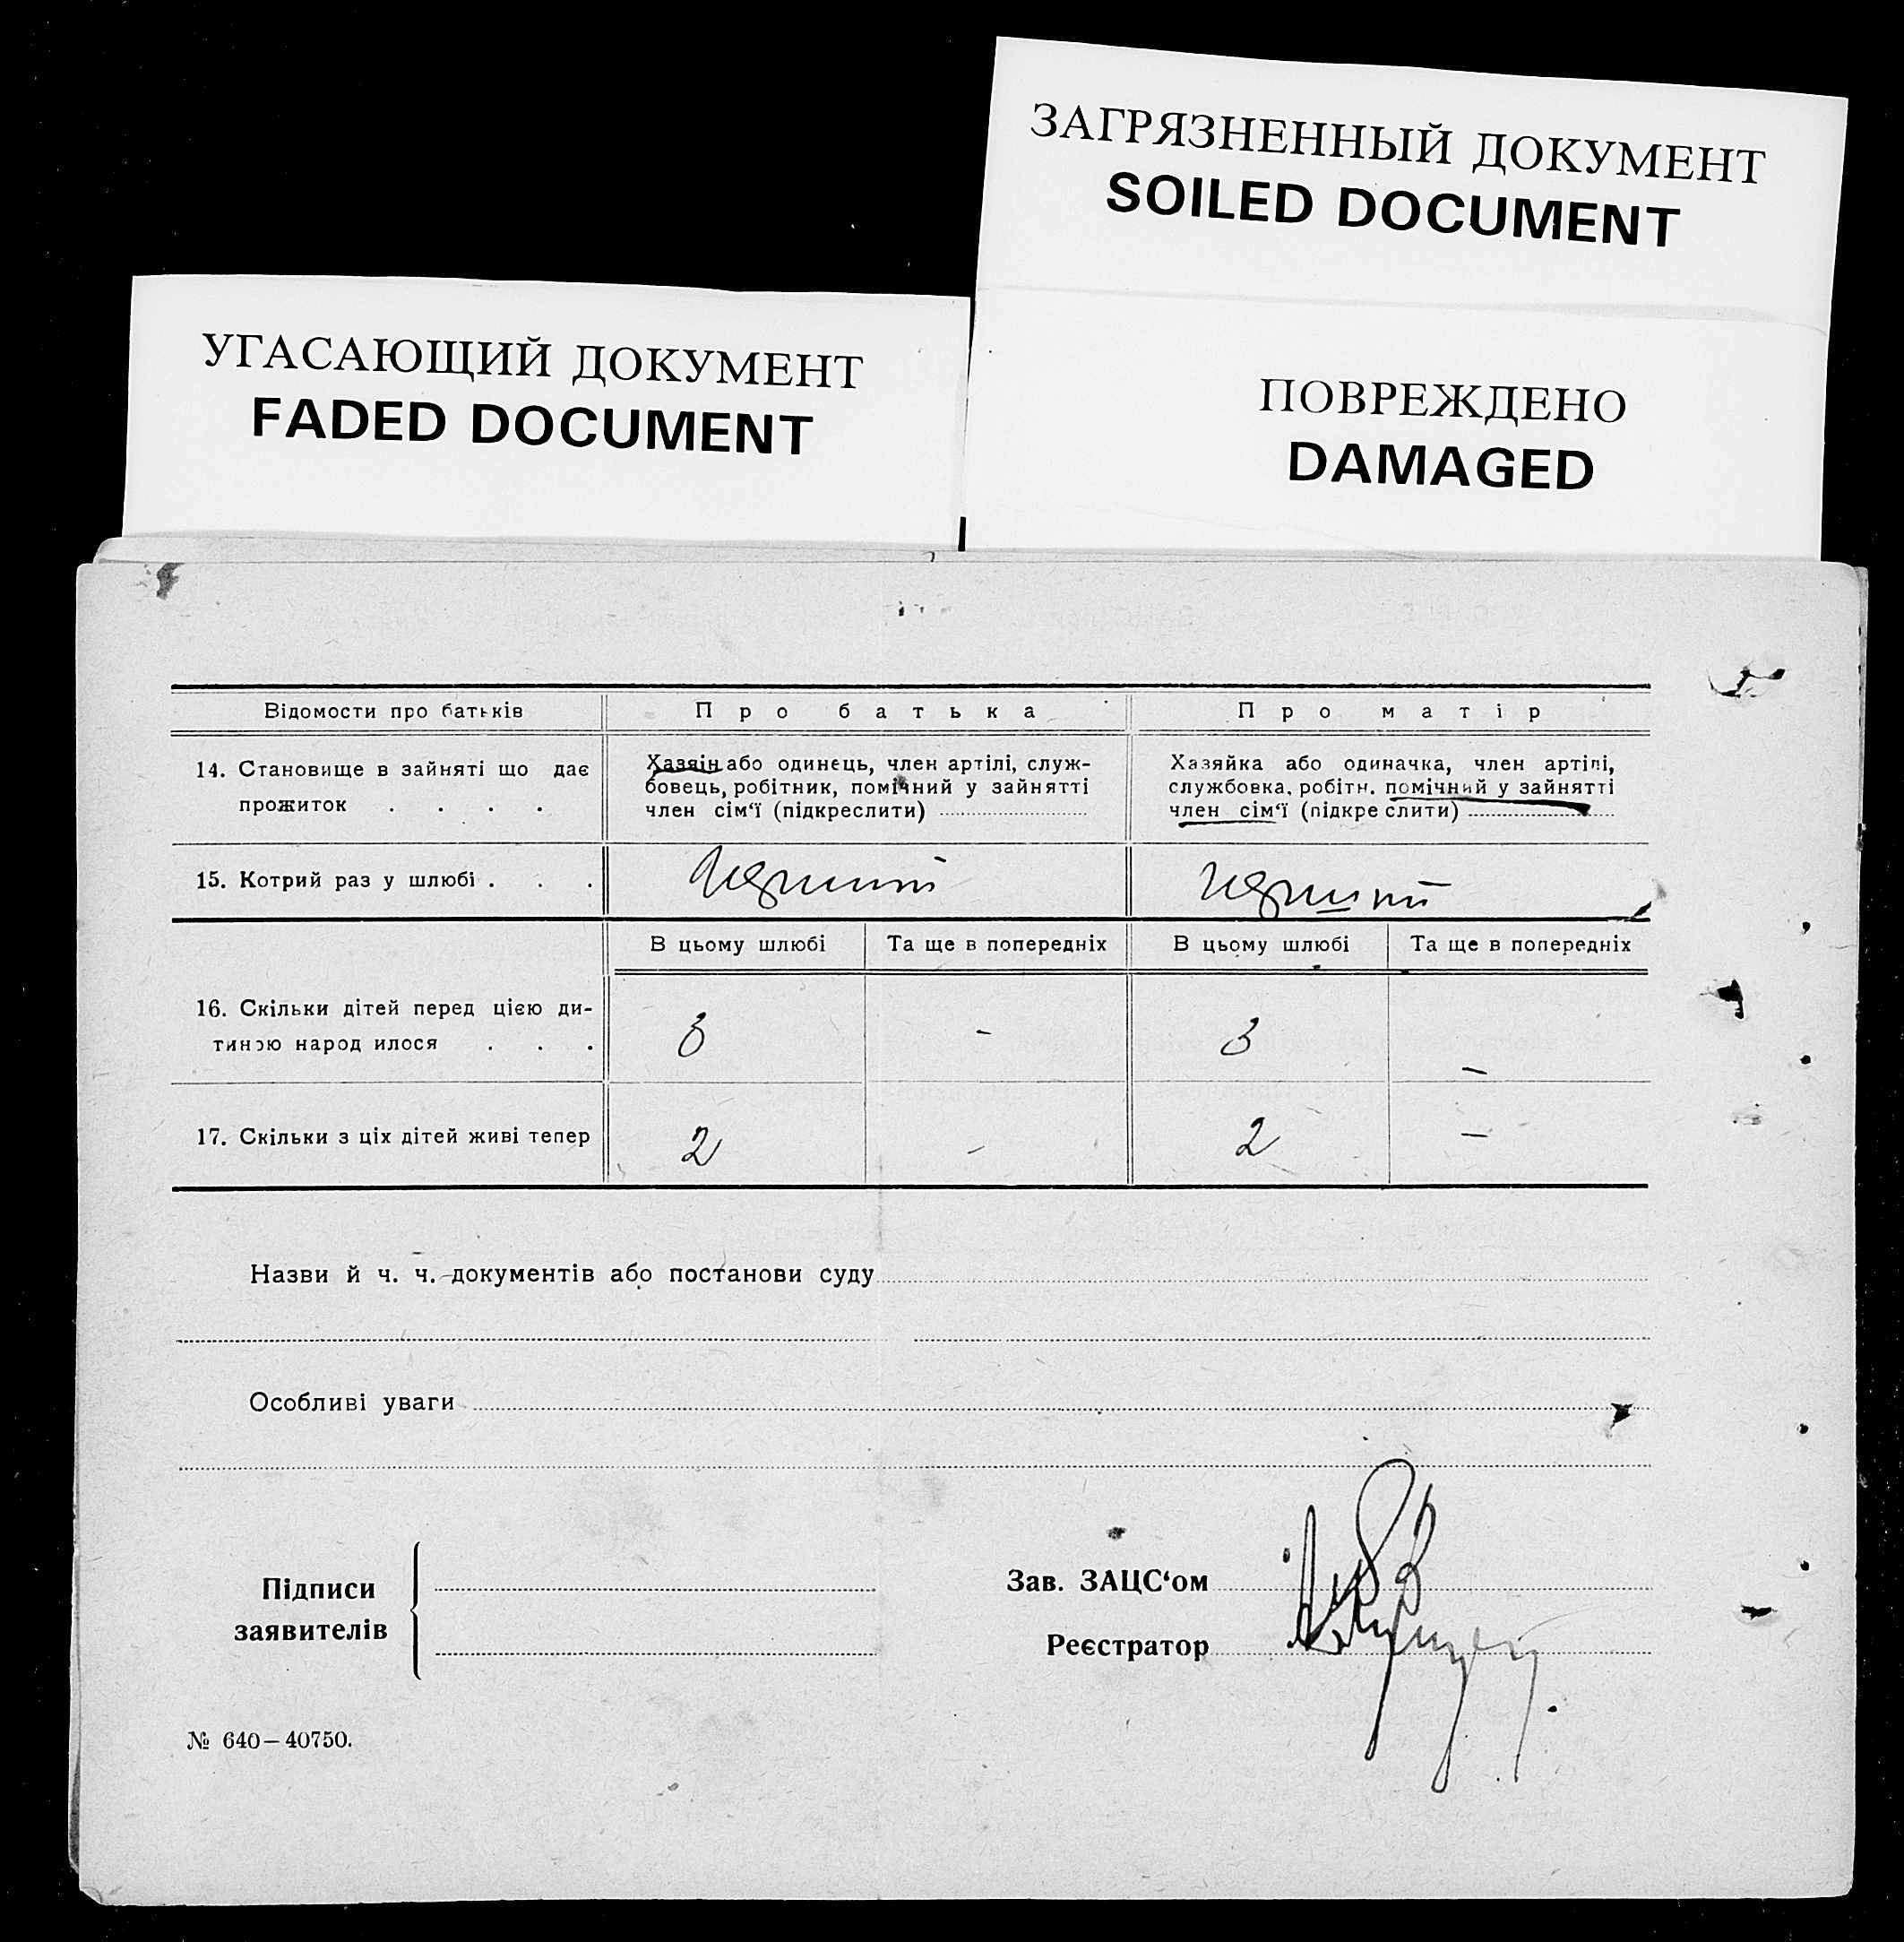 ЗАГРЯЗНЕННЫЙ ДОКУМЕНТ
SOILED DOCUMENT
УГАСАЮЩИЙ ДОКУМЕНТ
FADED DOCUMENT
ПОВРЕЖДЕНО
DAMAGED
Відомости про батьків
Про батька
Про матір
14. Становище в зайняті що дає
прожиток . . . .
Хазяїн або одинець, член артілі, служ-
бовець, робітник, помічний у зайнятті
член сім'ї (підкреслити)
Хазяйка або одиначка, член артілі,
службовка, робітн. помічний у зайнятті
член сім'ї (підкреслити)
15. Котрий раз у шлюбі . . .
В цьому шлюбі
Та ще в попередніх
В цьому шлюбі
Та ще в попередніх
16. Скільки дітей перед цією ди-
тиною народилося . . .
3
-
3
-
17. Скільки з ціх дітей живі тепер
2
-
2
-
Назви й ч. ч. документів або постанови суду
Особливі уваги
Підписи
заявителів
Зав. ЗАЦС'ом
Реєстратор
№ 640—40750.